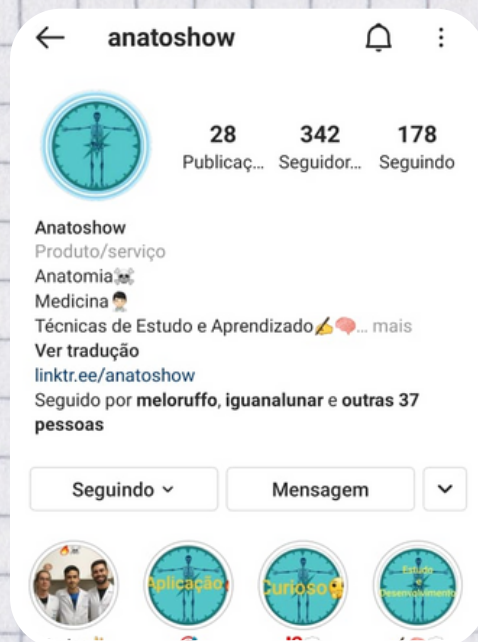 anatoshow
28 342 178
Publicaç... Seguidor... Seguindo
Anatoshow
Produto/serviço
Anatomia☠️
Medicina👨🏻‍⚕️
Técnicas de Estudo e Aprendizado✍️🧠... mais
Ver tradução
linktr.ee/anatoshow
Seguido por meloruffo, iguanalunar e outras 37
pessoas
Seguindo
Mensagem
Aplicação
Curioso
Estudo
e
Desenvolvimento